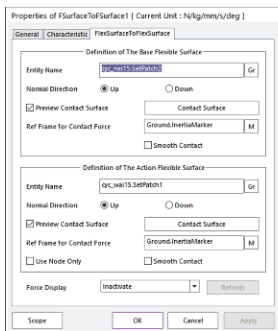 Properties of FSurfaceToFSurface1 [ Current Unit : N/kg/mm/s/deg ]
General Characteristic FlexSurfaceToFlexSurface
Definition of The Base Flexible Surface
Entity Name cyc_nei15.SetPatch2 Gr
Normal Direction Up Down
Preview Contact Surface Contact Surface
Ref Frame for Contact Force Ground.InertiaMarker M
Smooth Contact
Definition of The Action Flexible Surface
Entity Name cyc_wai15.SetPatch1 Gr
Normal Direction Up Down
Preview Contact Surface Contact Surface
Ref Frame for Contact Force Ground.InertiaMarker M
Use Node Only Smooth Contact
Force Display Inactivate Refresh
Scope OK Cancel Apply